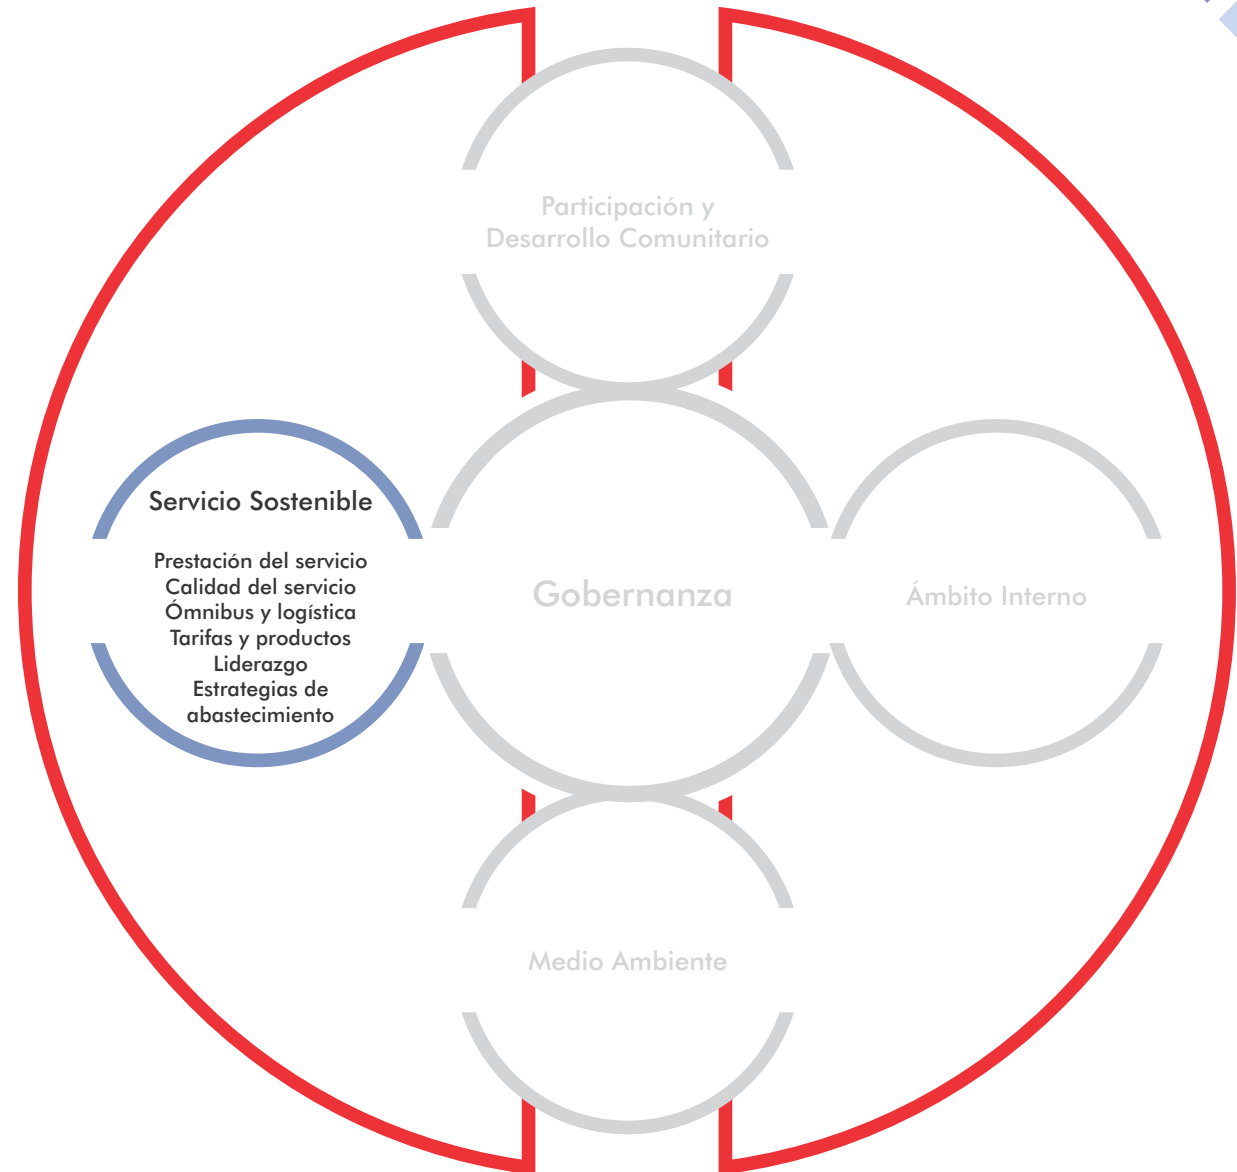 Participación y
Desarrollo Comunitario
Servicio Sostenible
Prestación del servicio
Calidad del servicio
Ómnibus y logística
Tarifas y productos
Liderazgo
Estrategias de
abastecimiento
Gobernanza
Ámbito Interno
Medio Ambiente